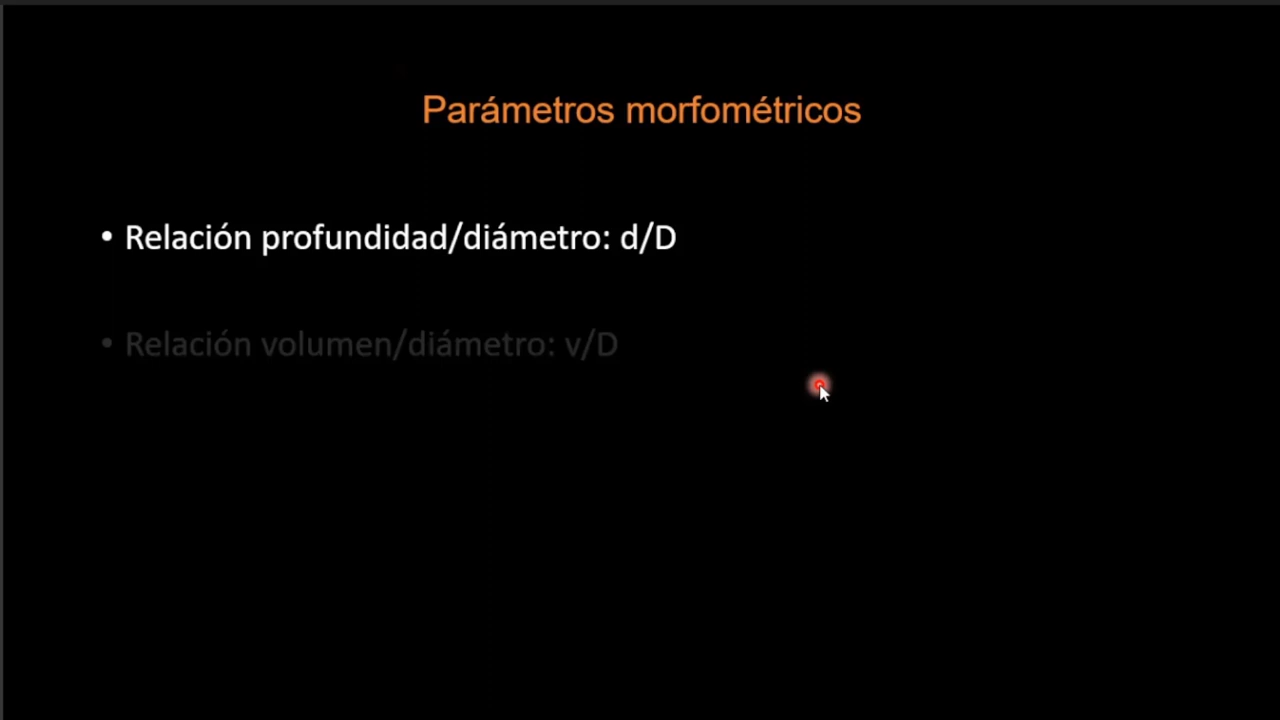 Parámetros morfométricos
• Relación profundidad/diámetro: d/D
• Relación volumen/diámetro: v/D